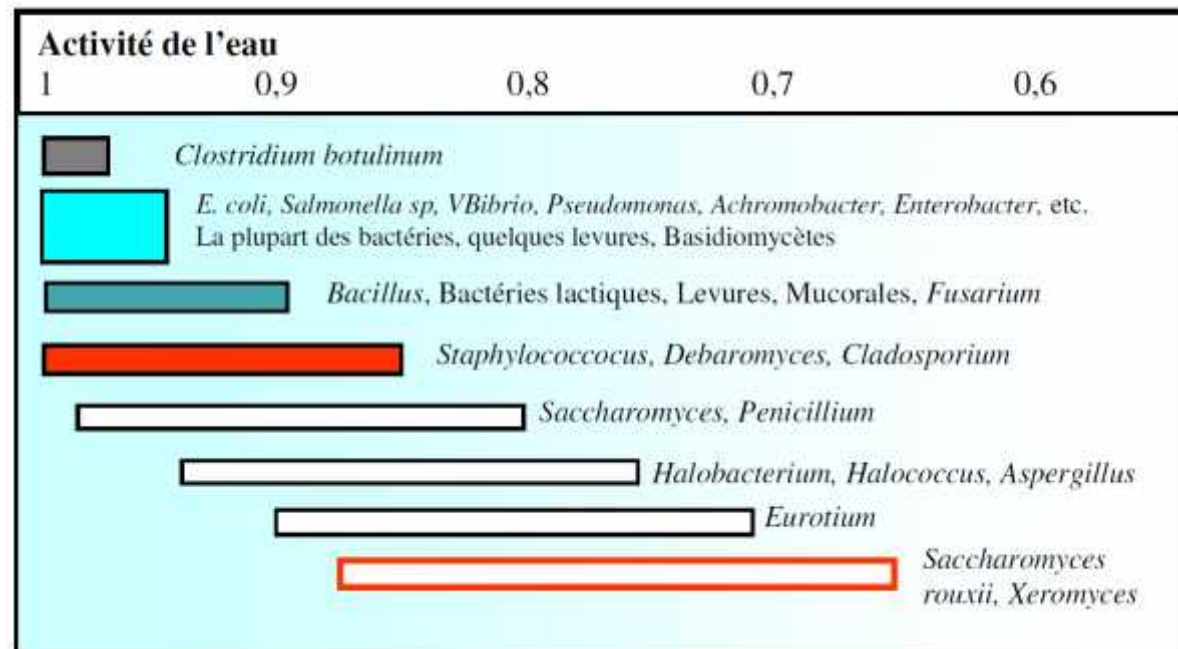 Activité de l'eau
1 0,9 0,8 0,7 0,6
Clostridium botulinum
E. coli, Salmonella sp, VBibrio, Pseudomonas, Achromobacter, Enterobacter, etc.
La plupart des bactéries, quelques levures, Basidiomycètes
Bacillus, Bactéries lactiques, Levures, Mucorales, Fusarium
Staphylococcocus, Debaromyces, Cladosporium
Saccharomyces, Penicillium
Halobacterium, Halococcus, Aspergillus
Eurotium
Saccharomyces
rouxii, Xeromyces